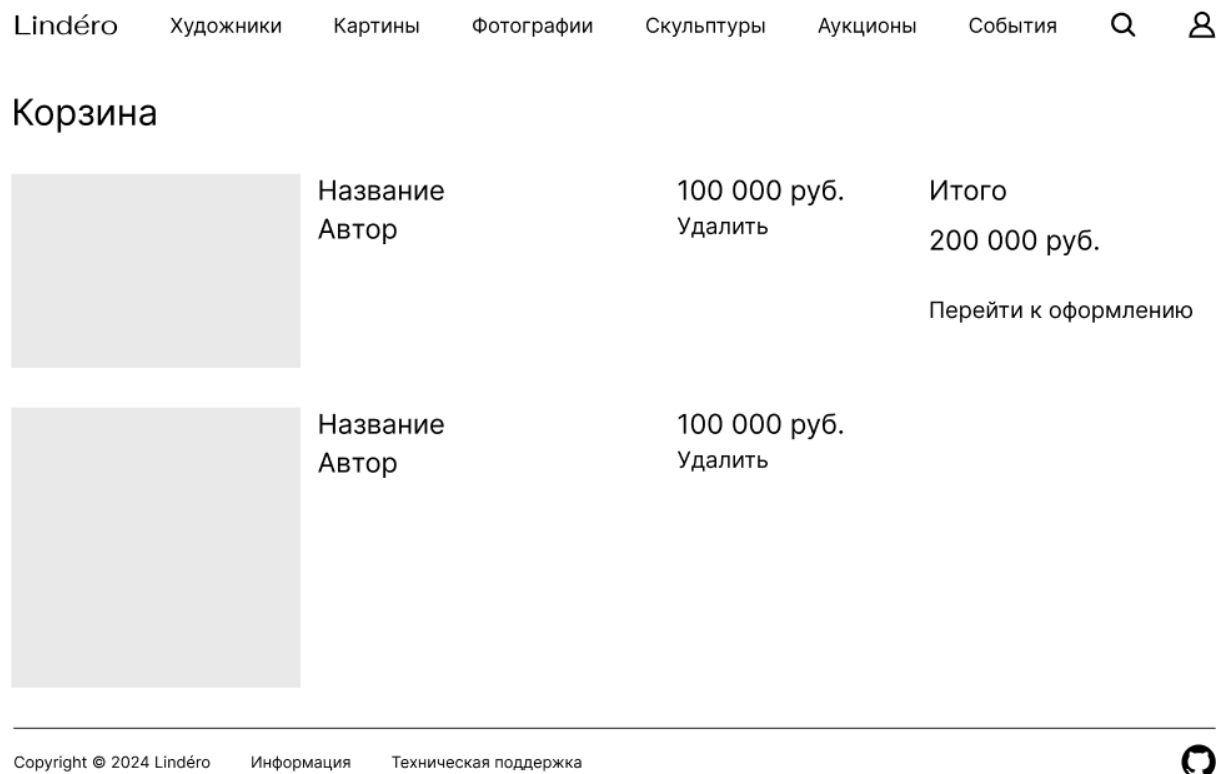 Lindéro Художники Картины Фотографии Скульптуры Аукционы События
Корзина
Название 100 000 руб. Итого
Автор Удалить
200 000 руб.
Перейти к оформлению
Название 100 000 руб.
Автор Удалить
Copyright © 2024 Lindéro Информация Техническая поддержка